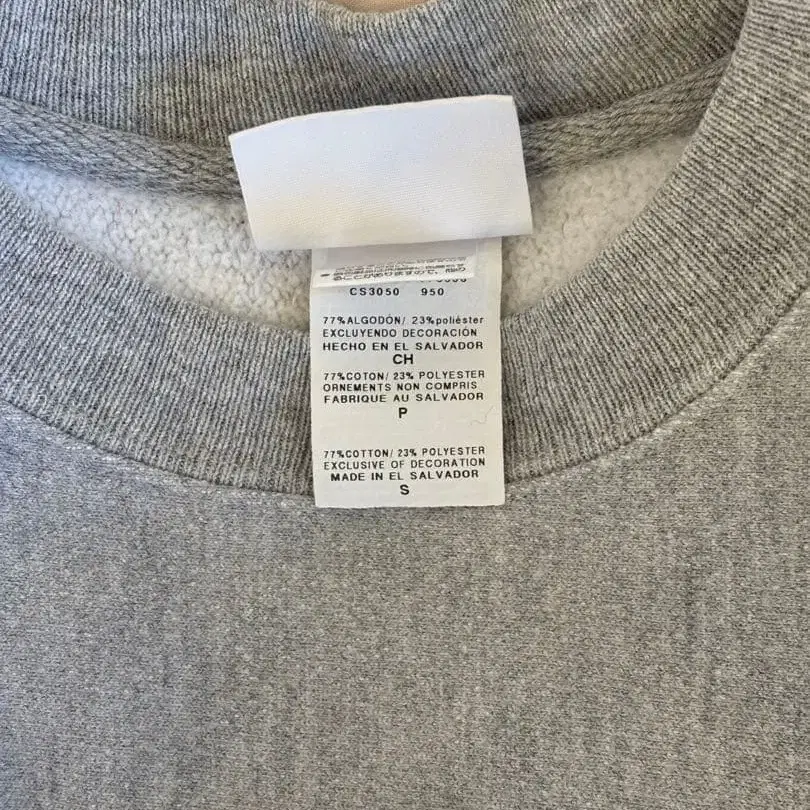 CS3050 950
77%ALGODÓN/ 23%poliéster
EXCLUYENDO DECORACIÓN
HECHO EN EL SALVADOR
CH
77%COTON/ 23% POLYESTER
ORNEMENTS NON COMPRIS
FABRIQUE AU SALVADOR
P
77%COTTON/ 23% POLYESTER
EXCLUSIVE OF DECORATION
MADE IN EL SALVADOR
S